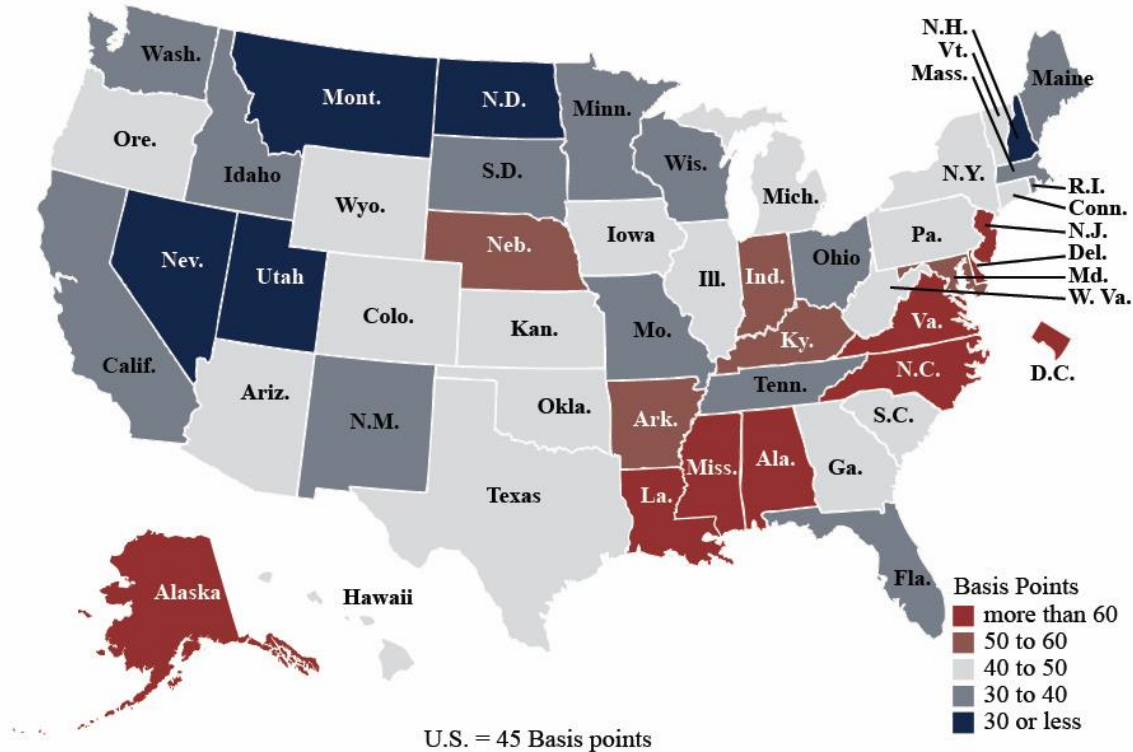 N.H.
Vt.
Mass.
Wash.
Maine
Mont.
N.D.
Minn.
Ore.
Idaho
S.D.
Wis.
N.Y.
R.I.
Conn.
N.J.
Del.
Md.
W. Va.
Wyo.
Mich.
Neb.
Iowa
Pa.
Ohio
Nev.
Utah
Ill.
Ind.
Colo.
Kan.
Mo.
Ky.
Va.
Calif.
N.C.
D.C.
Tenn.
Ariz.
N.M.
Okla.
Ark.
S.C.
Miss.
Ala.
Ga.
Texas
La.
Fla.
Alaska
Hawaii
Basis Points
more than 60
50 to 60
40 to 50
30 to 40
30 or less
U.S. = 45 Basis points